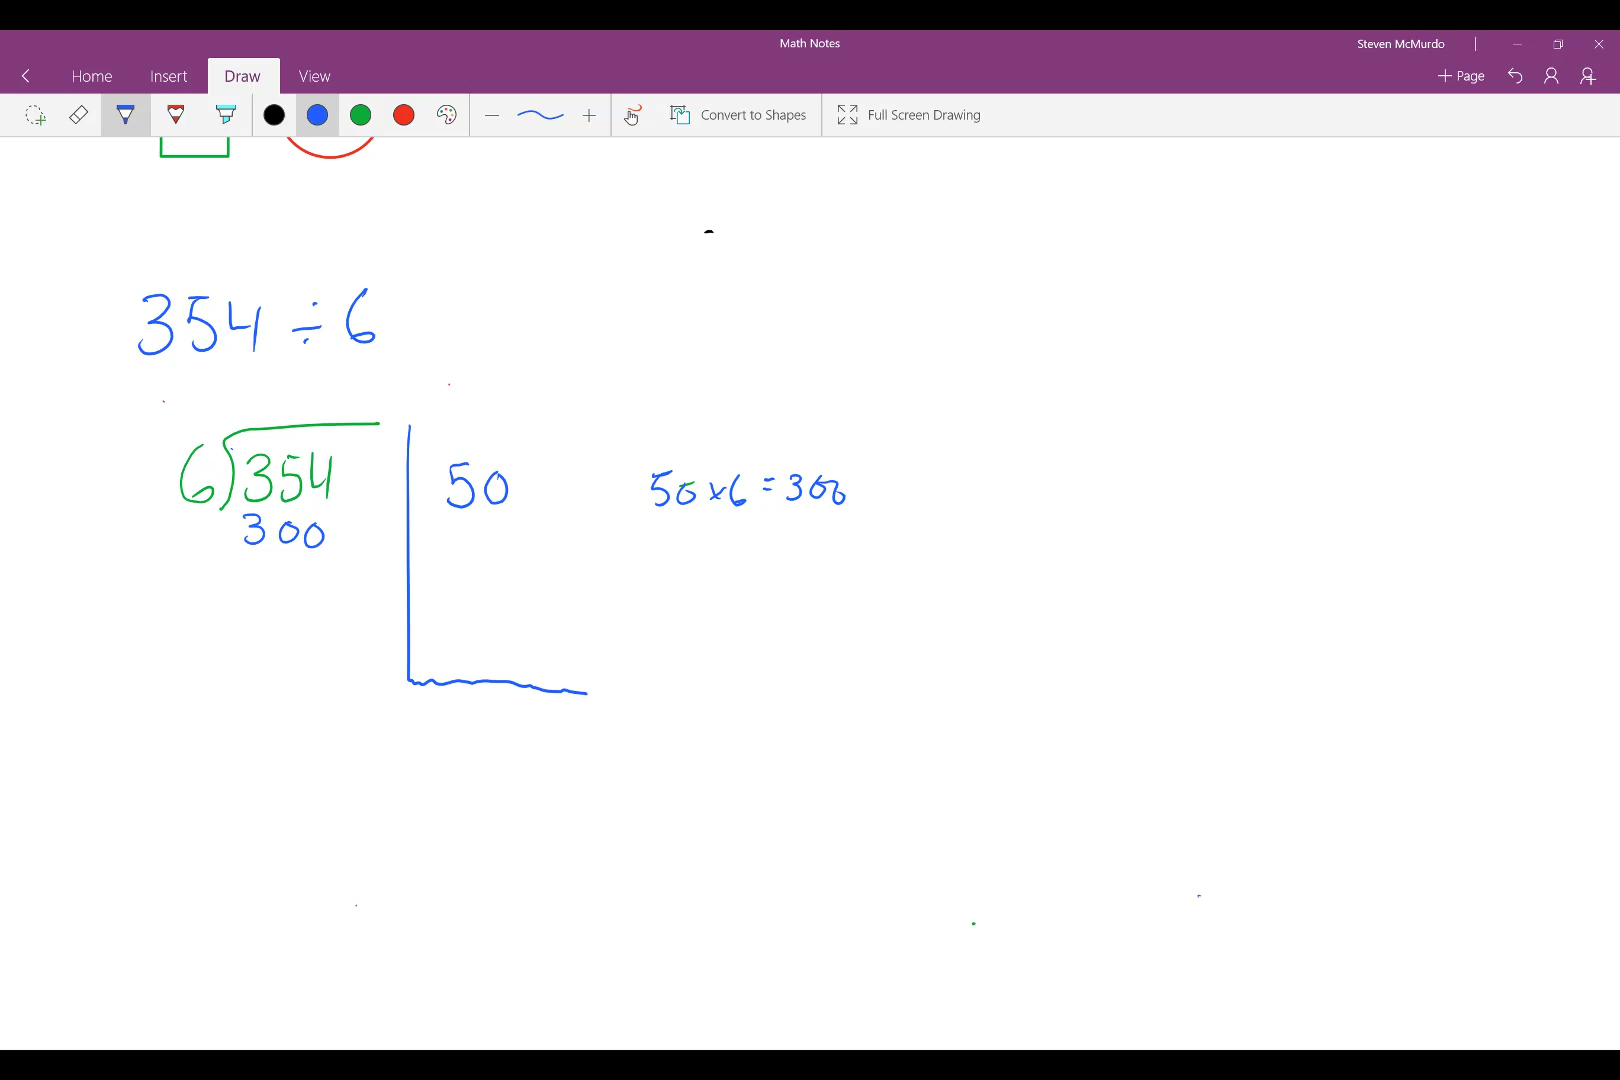 Math Notes
Steven McMurdo
Home Insert Draw View
Page
Convert to Shapes Full Screen Drawing
354 ÷ 6
6)354 50 50 x 6 = 300
300